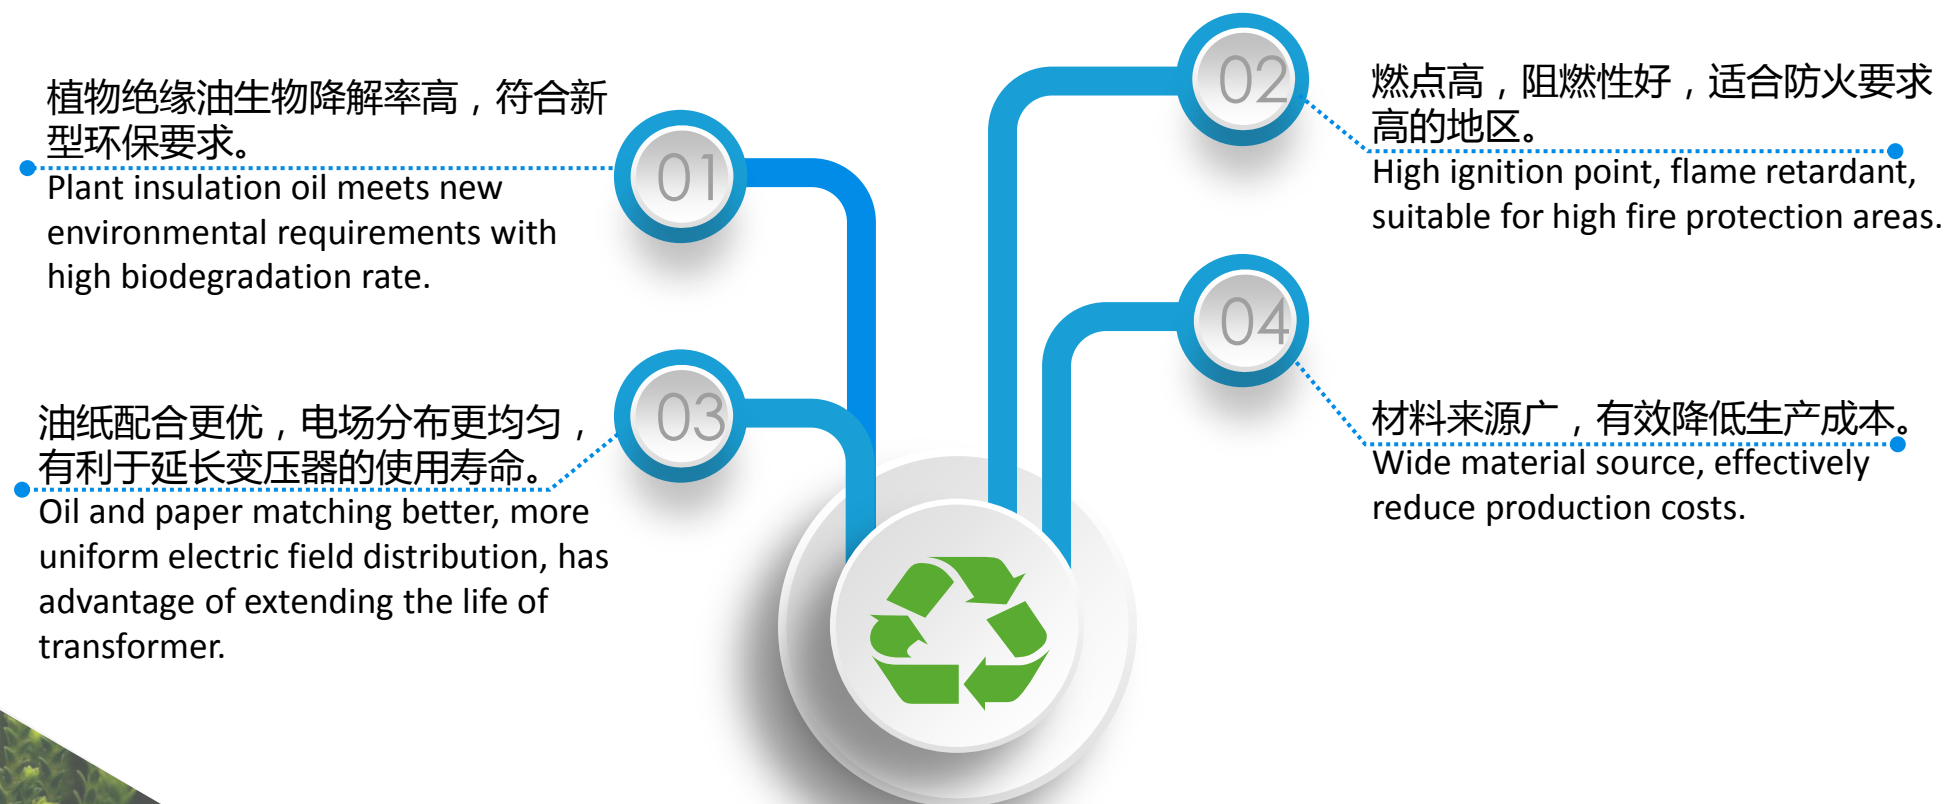 01
植物绝缘油生物降解率高，符合新
型环保要求。
Plant insulation oil meets new
environmental requirements with
high biodegradation rate.
02
燃点高，阻燃性好，适合防火要求
高的地区。
High ignition point, flame retardant,
suitable for high fire protection areas.
03
油纸配合更优，电场分布更均匀，
有利于延长变压器的使用寿命。
Oil and paper matching better, more
uniform electric field distribution, has
advantage of extending the life of
transformer.
04
材料来源广，有效降低生产成本。
Wide material source, effectively
reduce production costs.